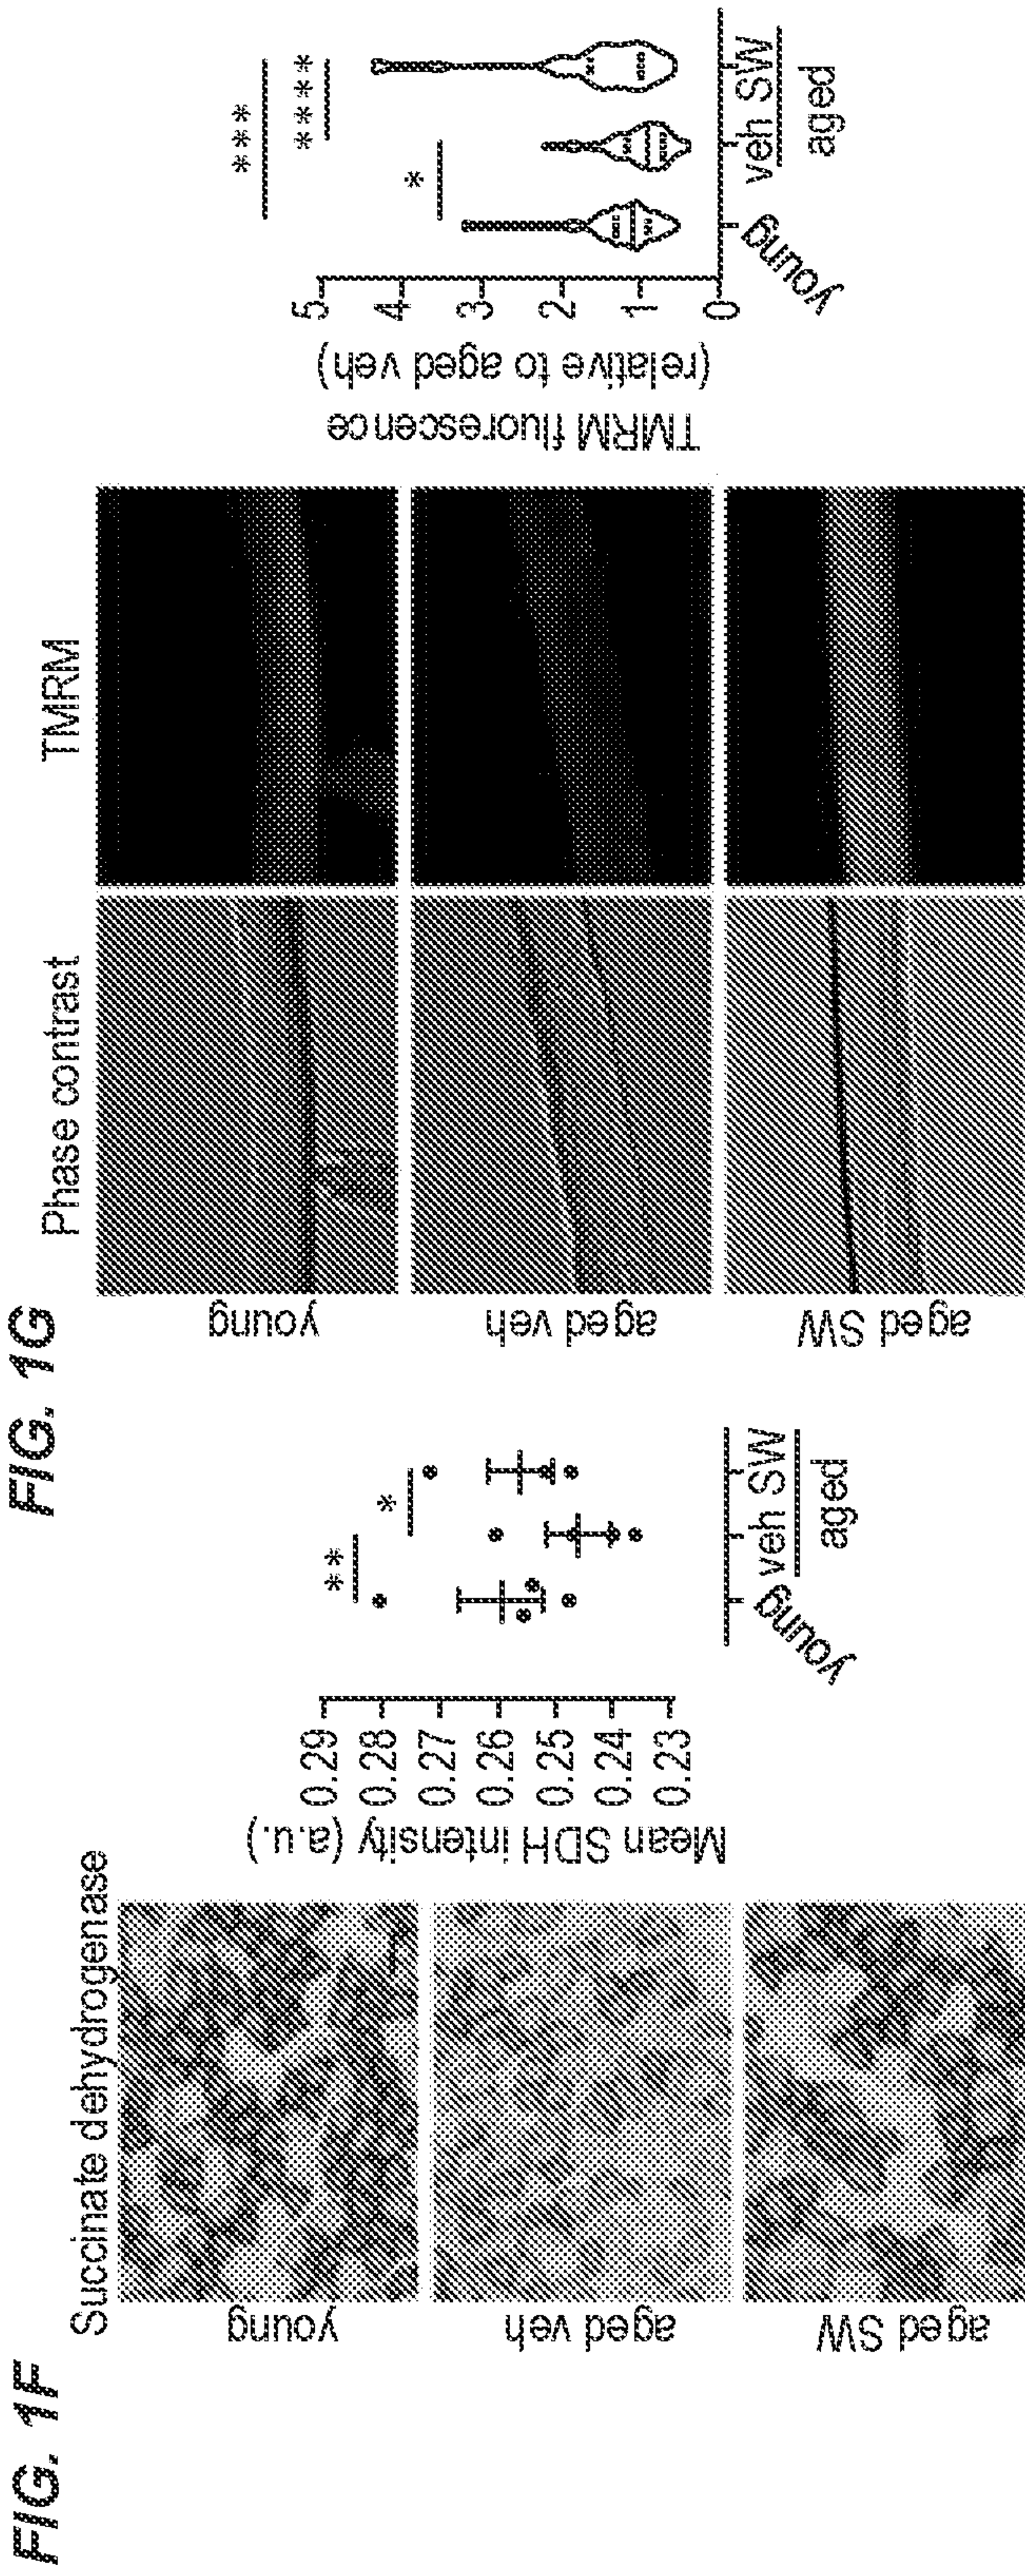 FIG. 1F
Succinate dehydrogenase
young
aged veh
aged SW
Mean SDH intensity (a.u.)
0.29
0.28
0.27
0.26
0.25
0.24
0.23
**
*
young
veh SW
aged
FIG. 1G
Phase contrast
TMRM
young
aged veh
aged SW
TMRM fluorescence
(relative to aged veh)
5
4
3
2
1
0
***
****
*
young
veh SW
aged